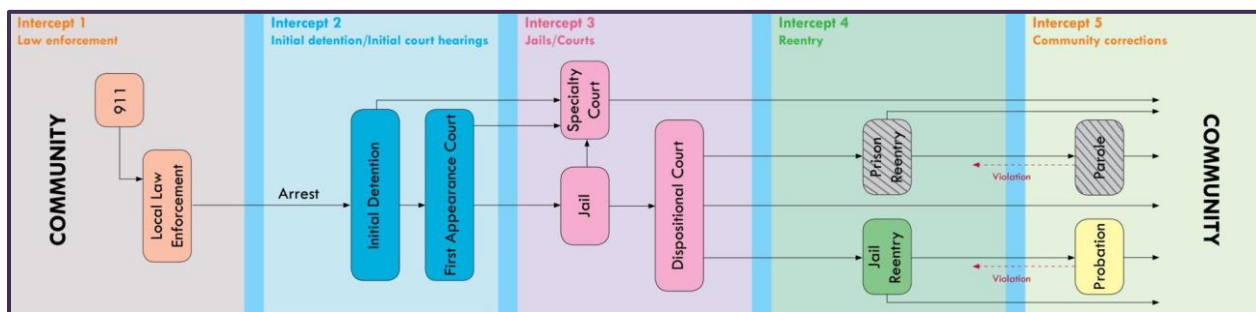 Intercept 1
Law enforcement
Intercept 2
Initial detention/Initial court hearings
Intercept 3
Jails/Courts
Intercept 4
Reentry
Intercept 5
Community corrections
COMMUNITY
911
Local Law
Enforcement
Arrest
Initial Detention
First Appearance Court
Specialty
Court
Jail
Dispositional Court
Prison
Reentry
Jail
Reentry
Violation
Violation
Parole
Probation
COMMUNITY